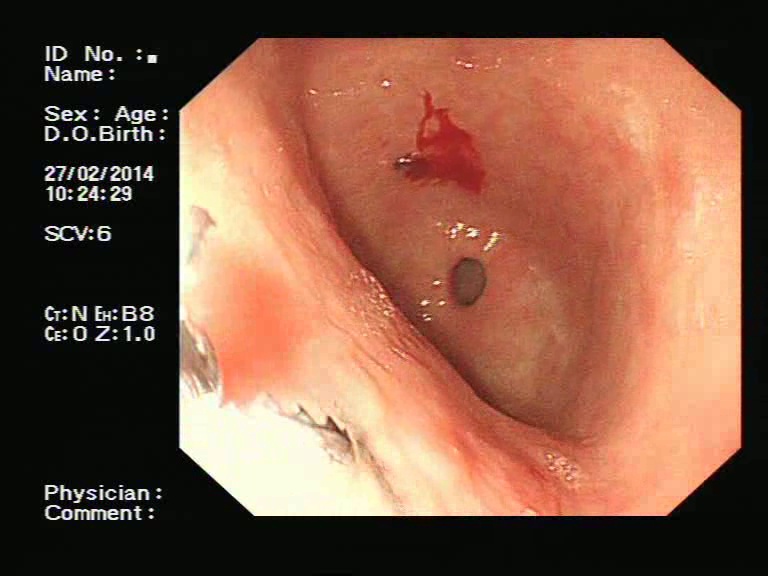 ID No. :
Name :
Sex : Age :
D.O.Birth :
27/02/2014
10:24:29
SCV:6
CT:N EH:B8
CE:0 Z:1.0
Physician :
Comment :